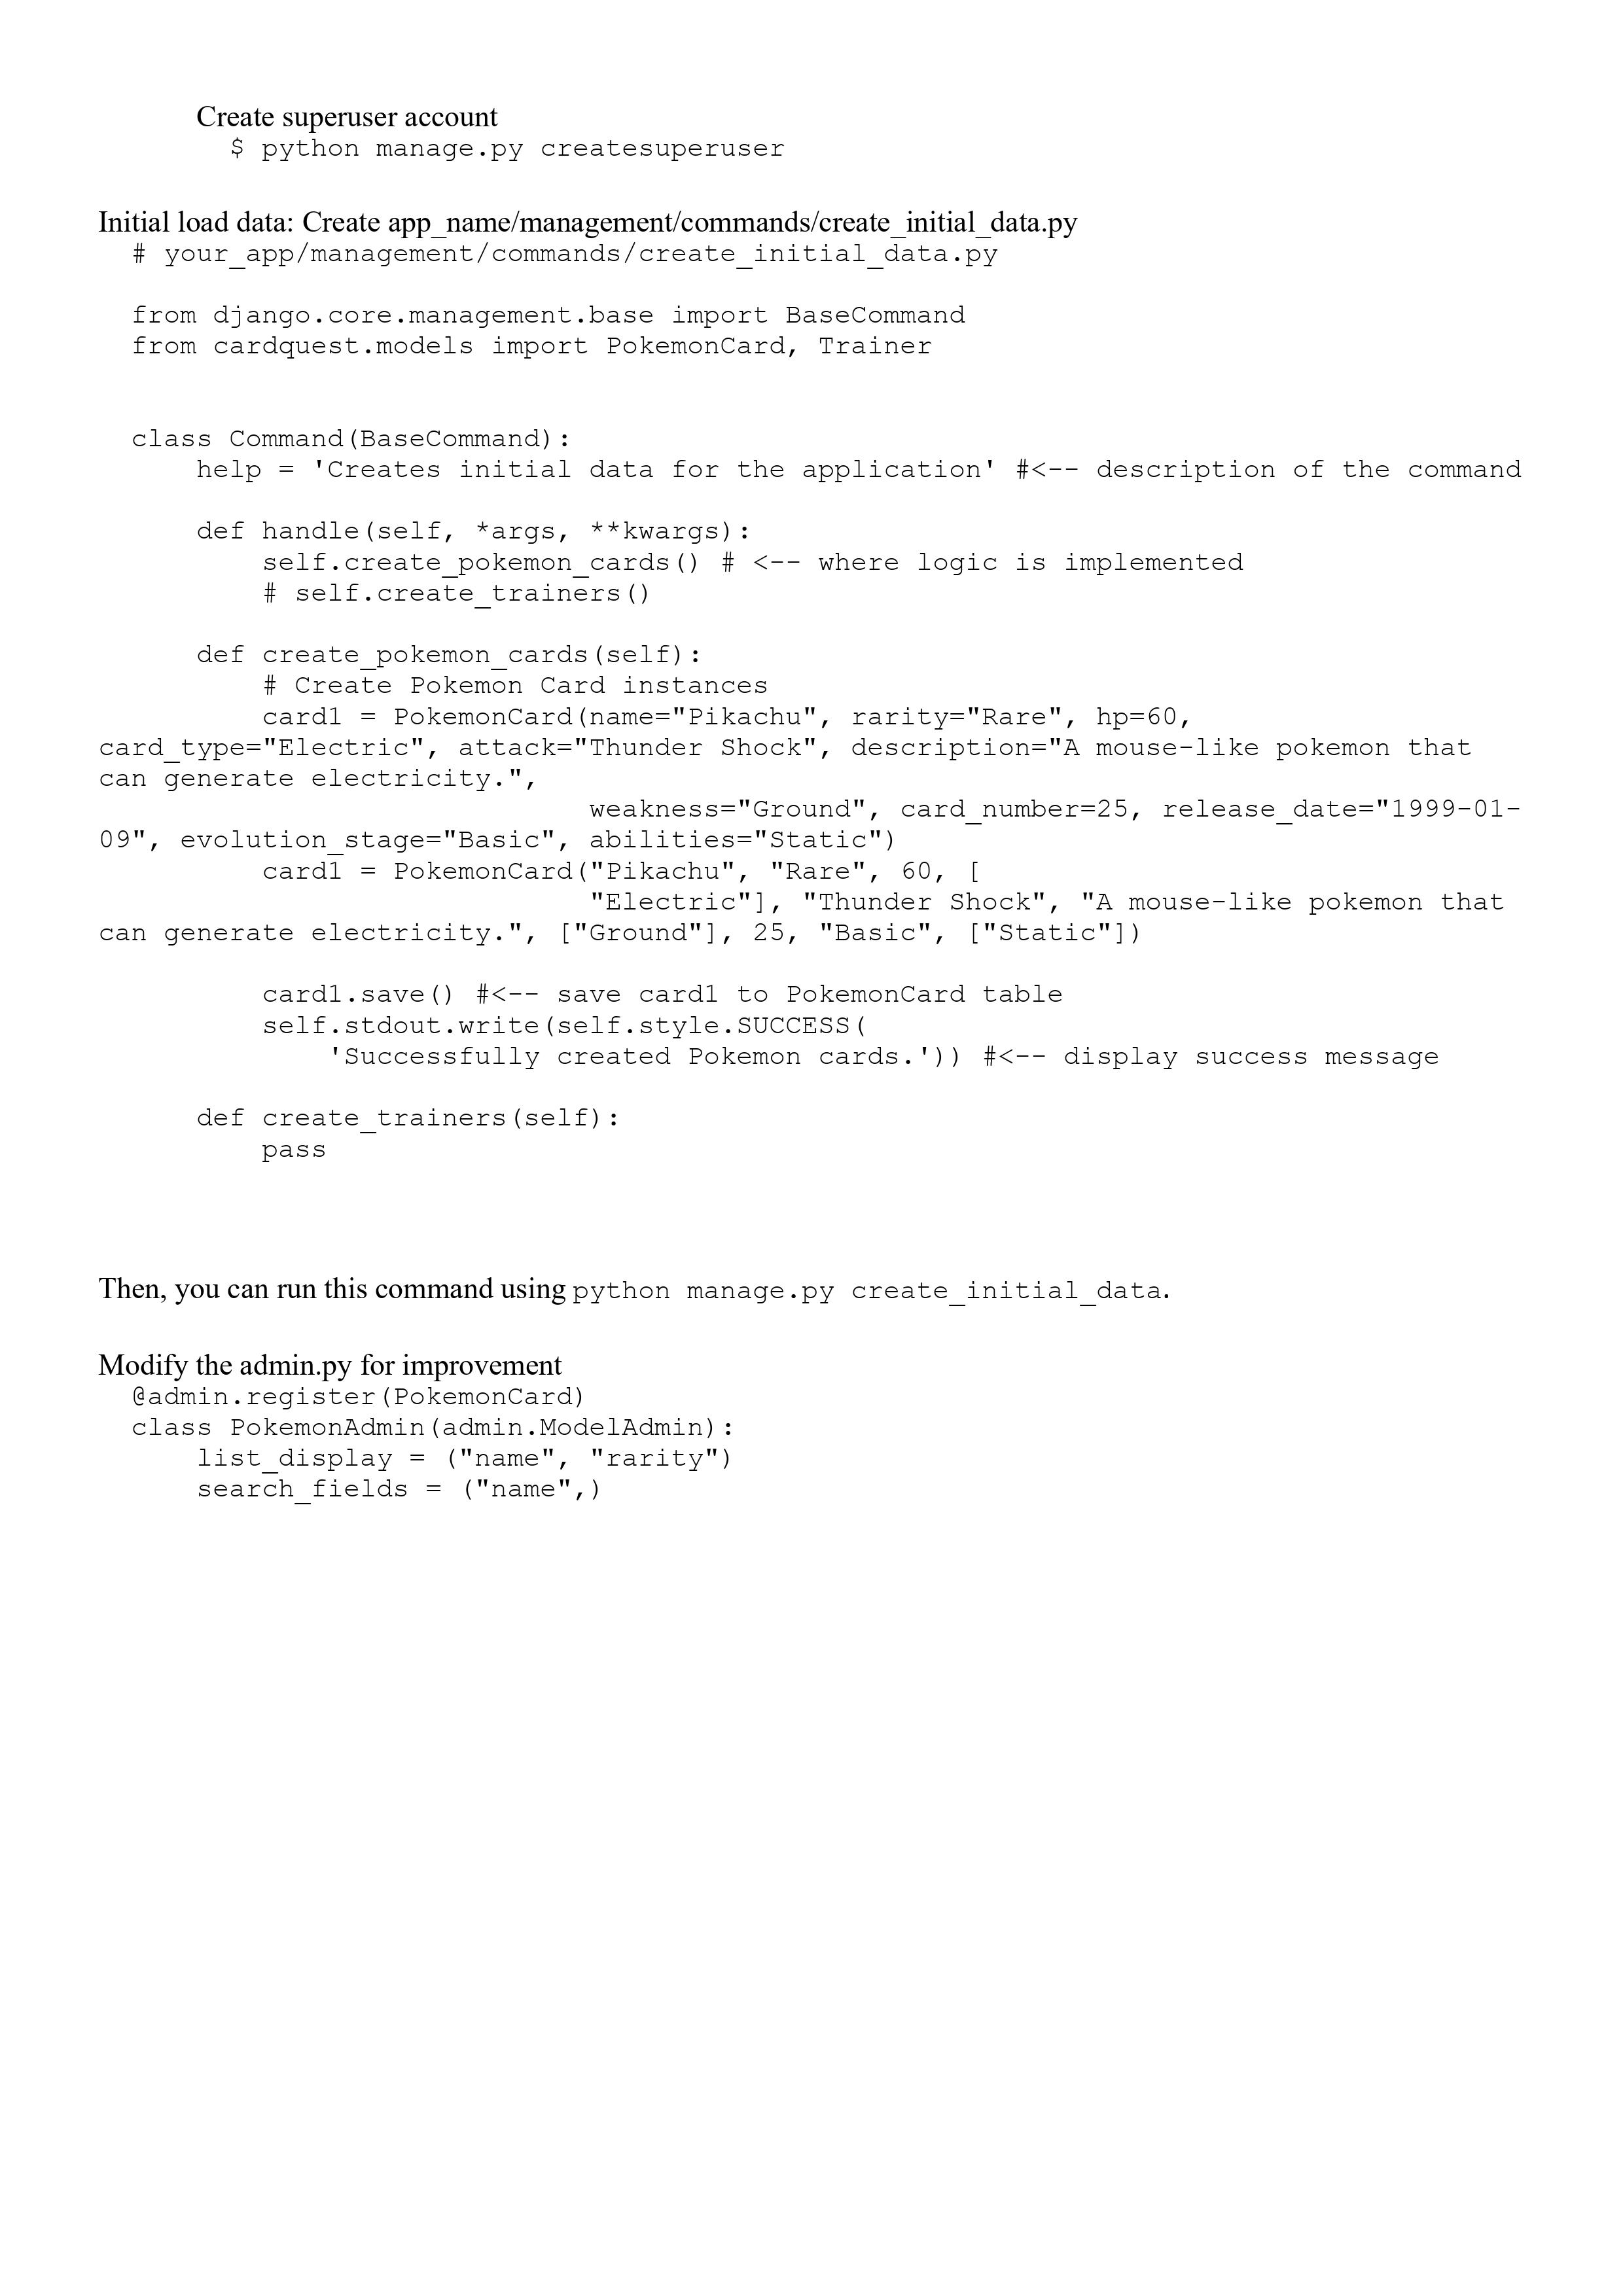 Create superuser account
$ python manage.py createsuperuser
Initial load data: Create app_name/management/commands/create_initial_data.py
# your_app/management/commands/create_initial_data.py
from django.core.management.base import BaseCommand
from cardquest.models import PokemonCard, Trainer
class Command(BaseCommand):
help = 'Creates initial data for the application' #<-- description of the command
def handle(self, *args, **kwargs):
self.create_pokemon_cards() # <-- where logic is implemented
# self.create_trainers()
def create_pokemon_cards(self):
# Create Pokemon Card instances
card1 = PokemonCard(name="Pikachu", rarity="Rare", hp=60,
card_type="Electric", attack="Thunder Shock", description="A mouse-like pokemon that
can generate electricity.",
weakness="Ground", card_number=25, release_date="1999-01-
09", evolution_stage="Basic", abilities="Static")
card1 = PokemonCard("Pikachu", "Rare", 60, [
"Electric"], "Thunder Shock", "A mouse-like pokemon that
can generate electricity.", ["Ground"], 25, "Basic", ["Static"])
card1.save() #<-- save card1 to PokemonCard table
self.stdout.write(self.style.SUCCESS(
'Successfully created Pokemon cards.')) #<-- display success message
def create_trainers(self):
pass
Then, you can run this command using python manage.py create_initial_data.
Modify the admin.py for improvement
@admin.register(PokemonCard)
class PokemonAdmin(admin.ModelAdmin):
list_display = ("name", "rarity")
search_fields = ("name",)